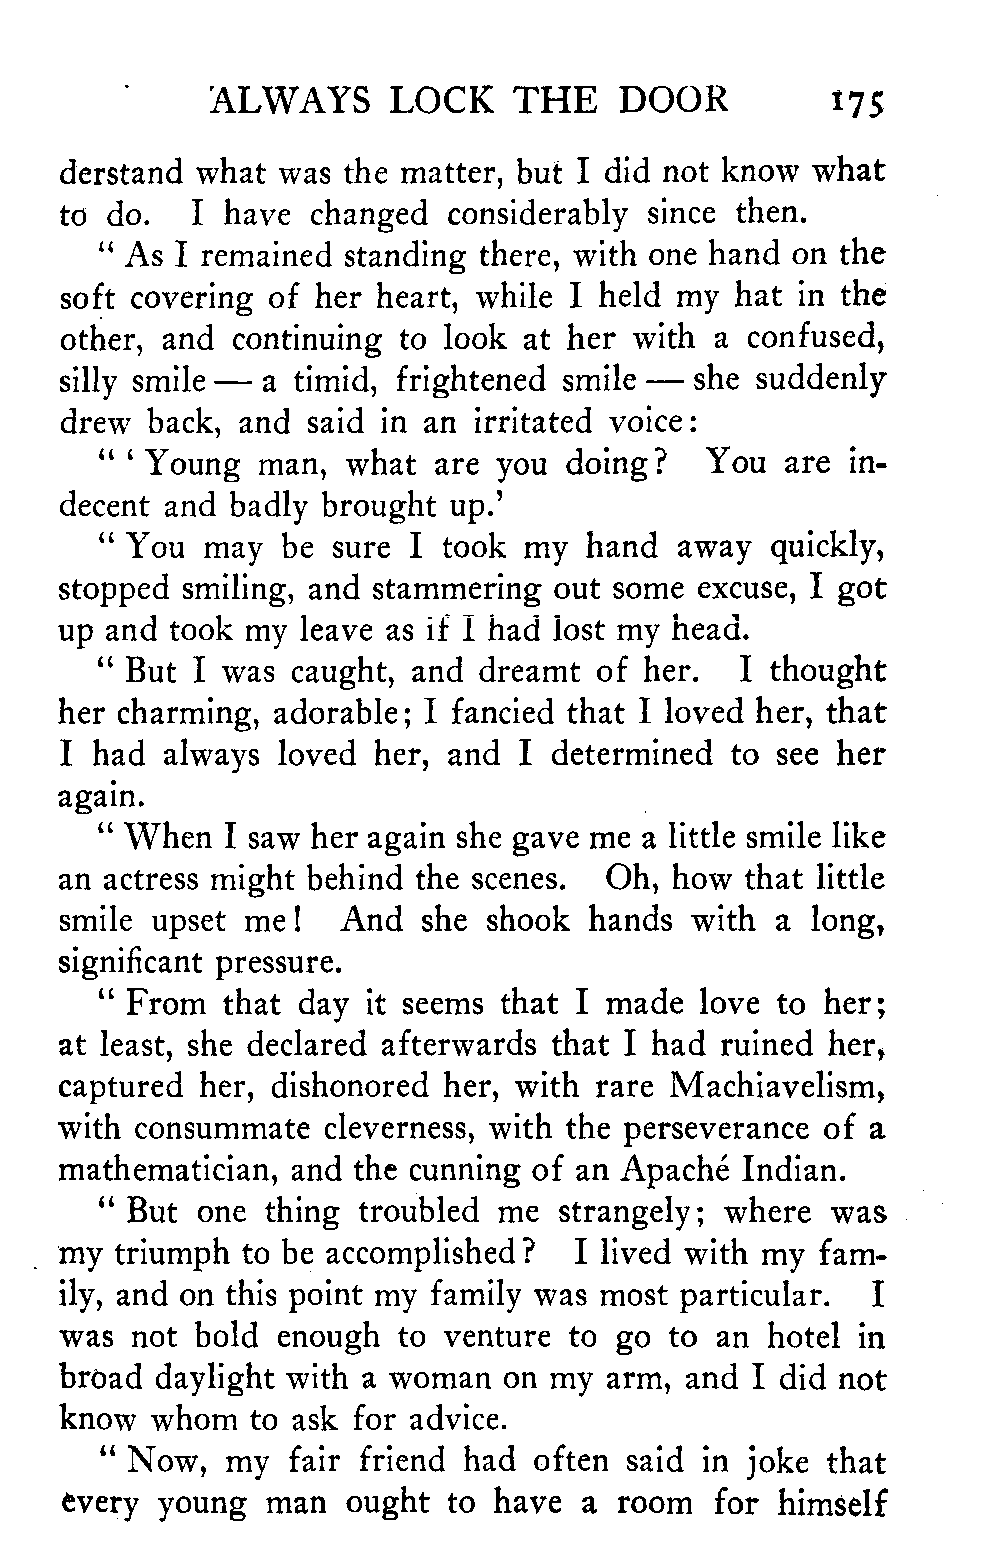 ALWAYS LOCK THE DOOR 175
derstand what was the matter, but I did not know what
to do. I have changed considerably since then.
" As I remained standing there, with one hand on the
soft covering of her heart, while I held my hat in the
other, and continuing to look at her with a confused,
silly smile — a timid, frightened smile — she suddenly
drew back, and said in an irritated voice:
" ' Young man, what are you doing? You are in-
decent and badly brought up.'
" You may be sure I took my hand away quickly,
stopped smiling, and stammering out some excuse, I got
up and took my leave as if I had lost my head.
" But I was caught, and dreamt of her. I thought
her charming, adorable; I fancied that I loved her, that
I had always loved her, and I determined to see her
again.
" When I saw her again she gave me a little smile like
an actress might behind the scenes. Oh, how that little
smile upset me! And she shook hands with a long,
significant pressure.
" From that day it seems that I made love to her;
at least, she declared afterwards that I had ruined her,
captured her, dishonored her, with rare Machiavelism,
with consummate cleverness, with the perseverance of a
mathematician, and the cunning of an Apaché Indian.
" But one thing troubled me strangely; where was
my triumph to be accomplished? I lived with my fam-
ily, and on this point my family was most particular. I
was not bold enough to venture to go to an hotel in
broad daylight with a woman on my arm, and I did not
know whom to ask for advice.
" Now, my fair friend had often said in joke that
every young man ought to have a room for himself